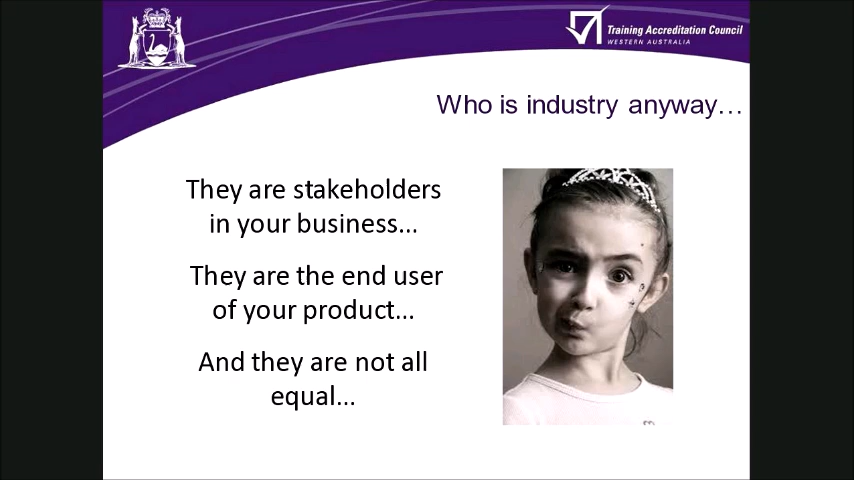 Training Accreditation Council
WESTERN AUSTRALIA
Who is industry anyway...
They are stakeholders
in your business...
They are the end user
of your product...
And they are not all
equal...